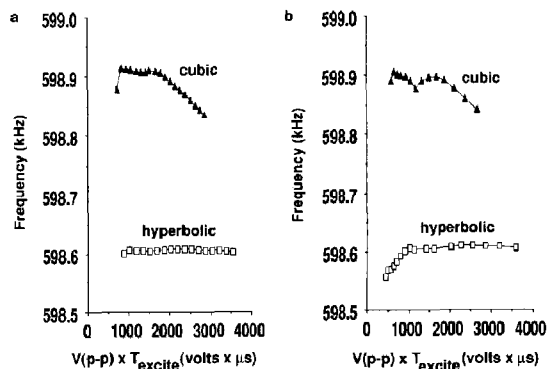 a
Frequency (kHz)
599.0
598.9
598.8
598.7
598.6
598.5
cubic
hyperbolic
0 1000 2000 3000 4000
V(p-p) x Texcite(volts x μs)
b
Frequency (kHz)
599.0
598.9
598.8
598.7
598.6
598.5
cubic
hyperbolic
0 1000 2000 3000 4000
V(p-p) x Texcite(volts x μs)